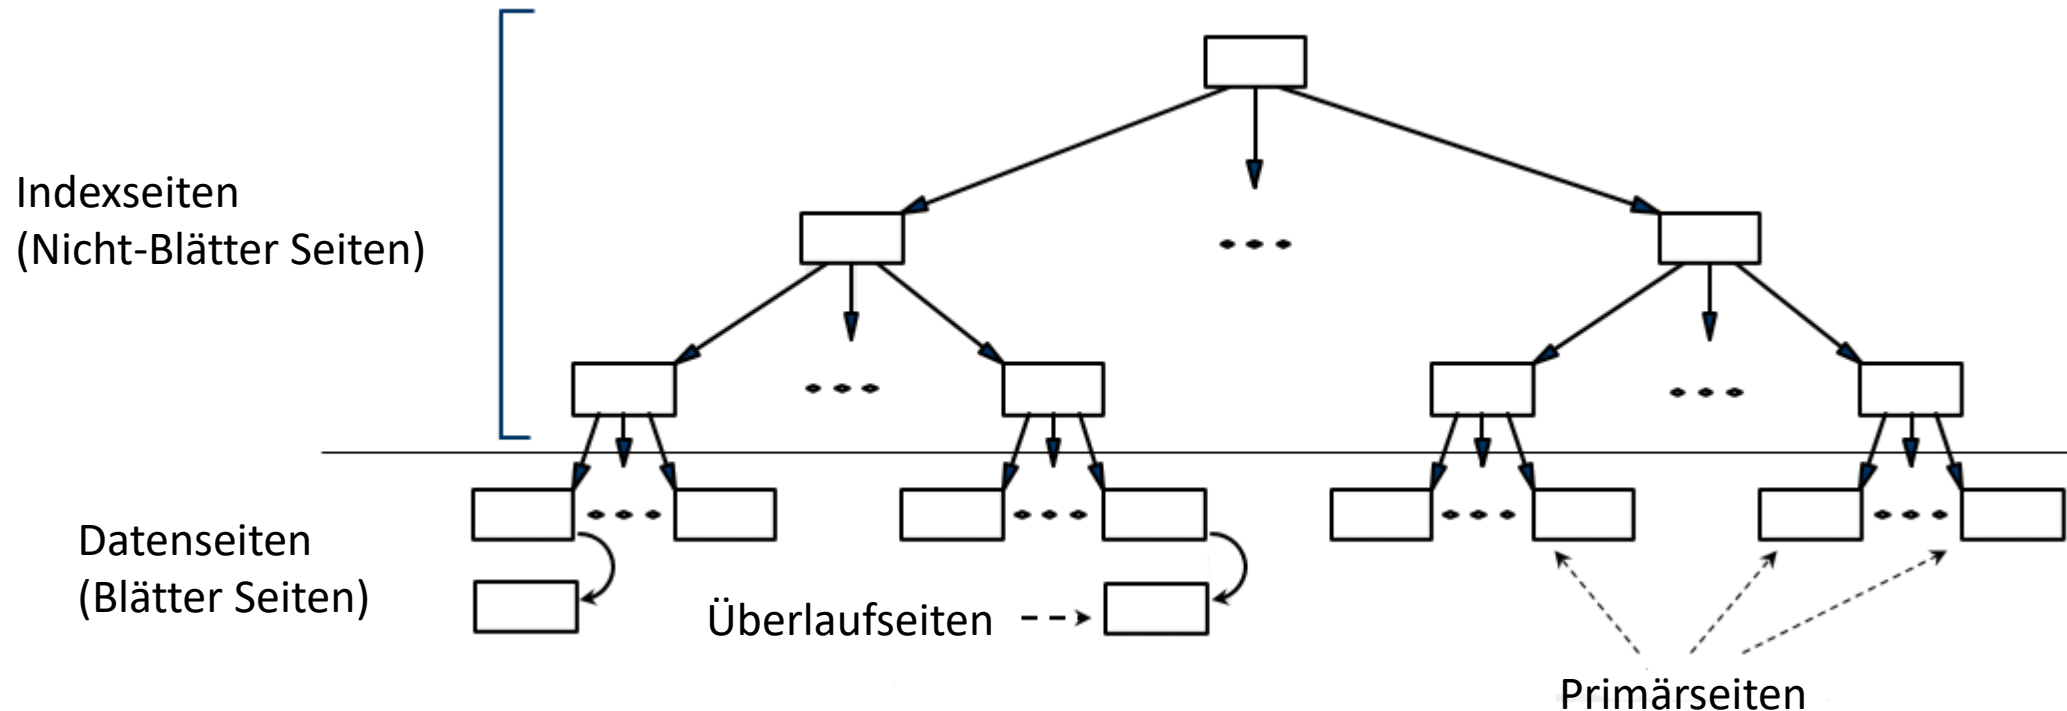 Indexseiten
(Nicht-Blätter Seiten)
Datenseiten
(Blätter Seiten)
Überlaufseiten
Primärseiten